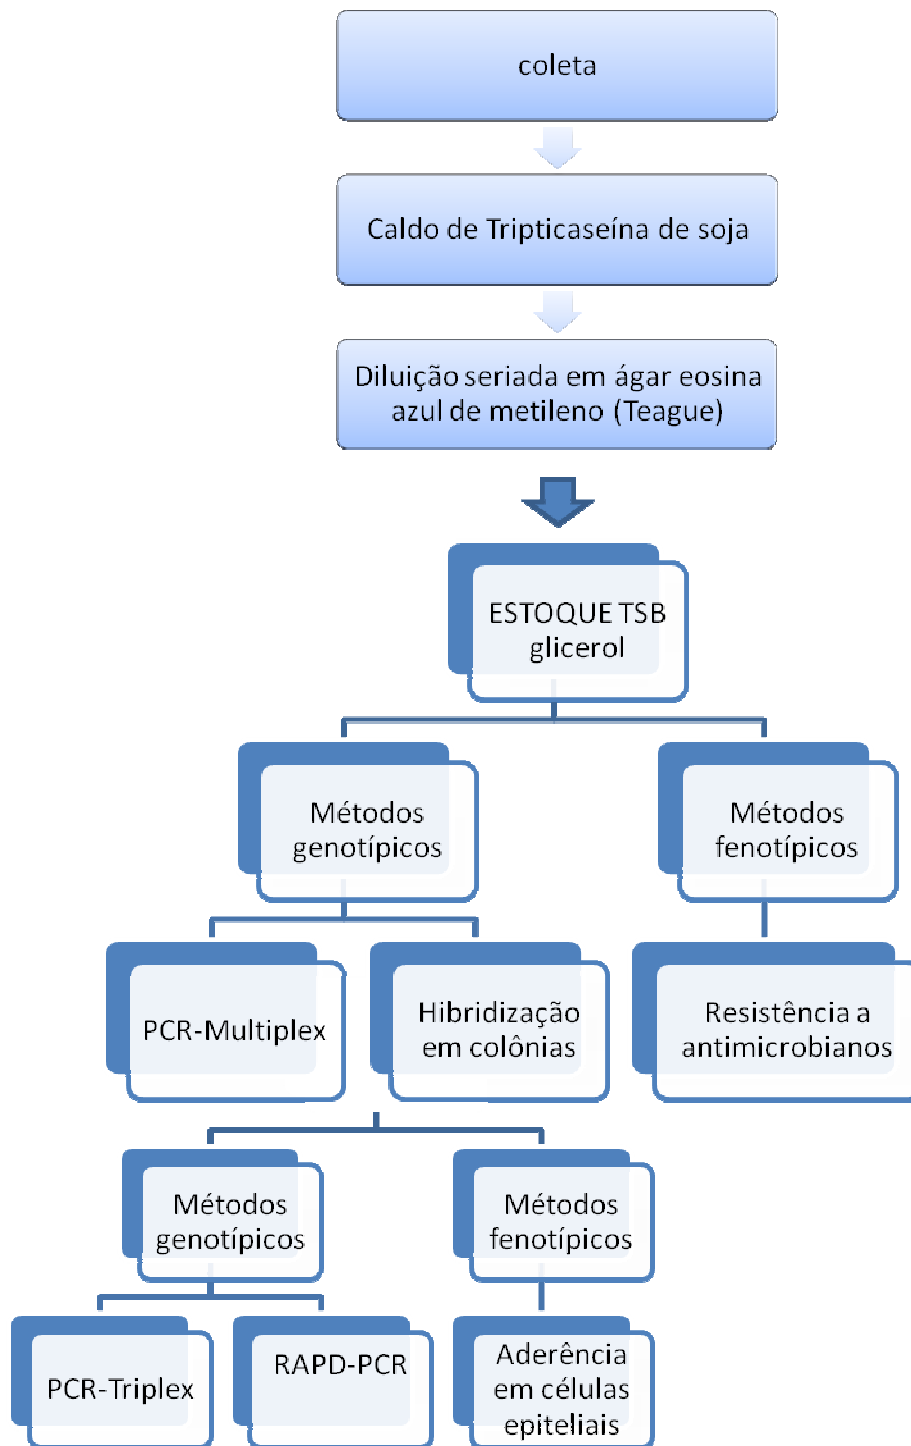 coleta
Caldo de Tripticaseína de soja
Diluição seriada em ágar eosina
azul de metileno (Teague)
ESTOQUE TSB
glicerol
Métodos
genotípicos
Métodos
fenotípicos
PCR-Multiplex
Hibridização
em colônias
Resistência a
antimicrobianos
Métodos
genotípicos
Métodos
fenotípicos
PCR-Triplex
RAPD-PCR
Aderência
em células
epiteliais